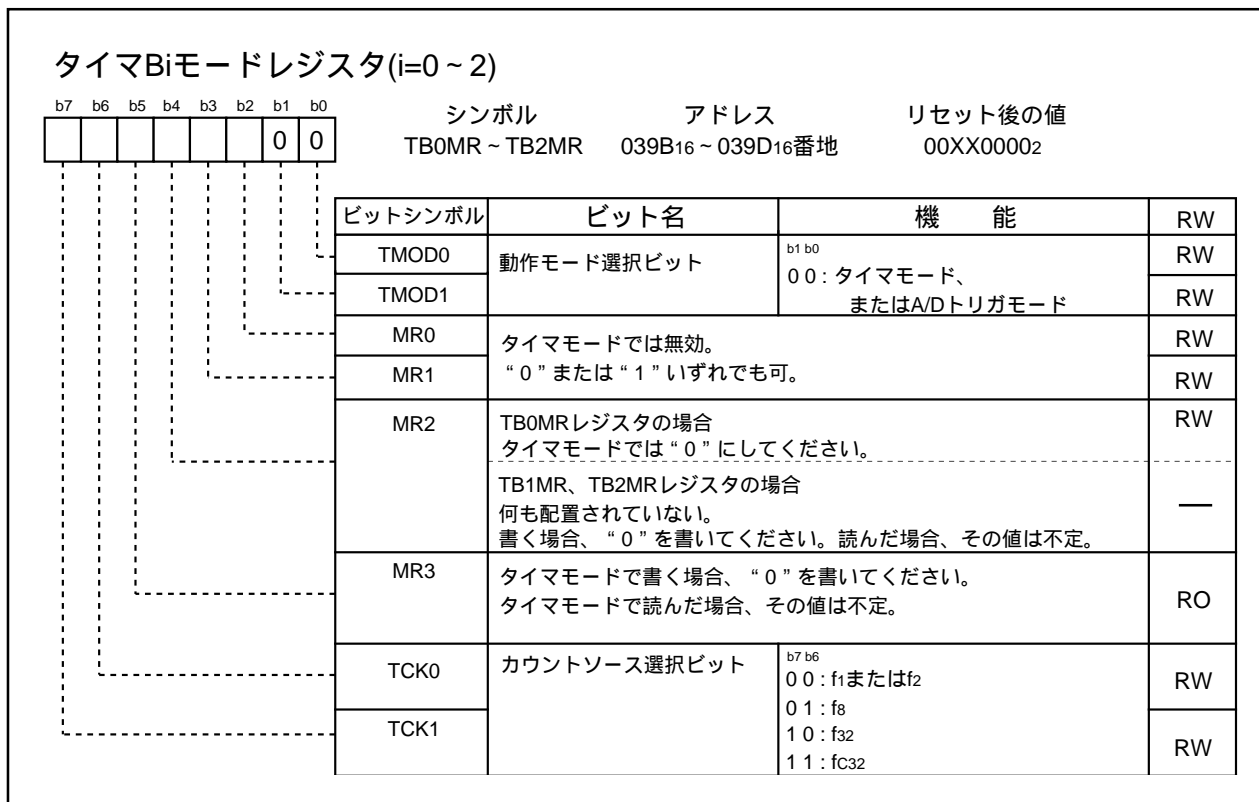 タイマBiモードレジスタ(i=0 ~ 2)
b7 b6 b5 b4 b3 b2 b1 b0
0 0
シンボル アドレス リセット後の値
TB0MR ~ TB2MR 039B16 ~ 039D16番地 00XX00002
ビットシンボル ビット名 機 能 RW
TMOD0 動作モード選択ビット b1 b0 RW
0 0 : タイマモード、
TMOD1 またはA/Dトリガモード RW
MR0 タイマモードでは無効。 RW
MR1 “ 0 ” または “ 1 ” いずれでも可。 RW
MR2 TB0MRレジスタの場合 RW
タイマモードでは “ 0 ” にしてください。
TB1MR、TB2MRレジスタの場合
何も配置されていない。 —
書く場合、“ 0 ” を書いてください。読んだ場合、その値は不定。
MR3 タイマモードで書く場合、“ 0 ” を書いてください。
タイマモードで読んだ場合、その値は不定。 RO
TCK0 カウントソース選択ビット b7 b6 RW
0 0 : f1またはf2
0 1 : f8
TCK1 1 0 : f32 RW
1 1 : fC32